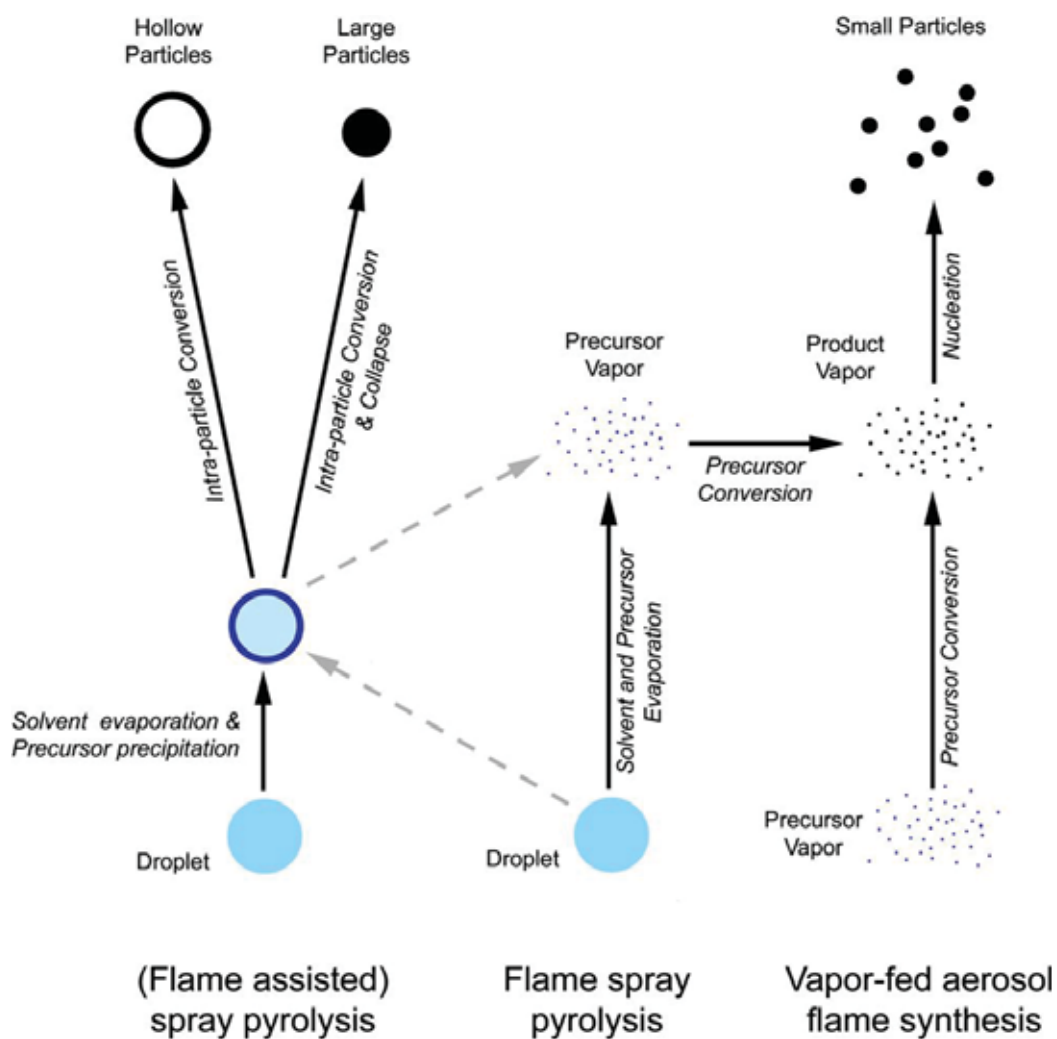 Hollow
Particles
Large
Particles
Small Particles
Intra-particle Conversion
Intra-particle Conversion
& Collapse
Nucleation
Precursor
Vapor
Product
Vapor
Precursor
Conversion
Solvent and Precursor
Evaporation
Precursor Conversion
Solvent evaporation &
Precursor precipitation
Droplet
Droplet
Precursor
Vapor
(Flame assisted)
spray pyrolysis
Flame spray
pyrolysis
Vapor-fed aerosol
flame synthesis